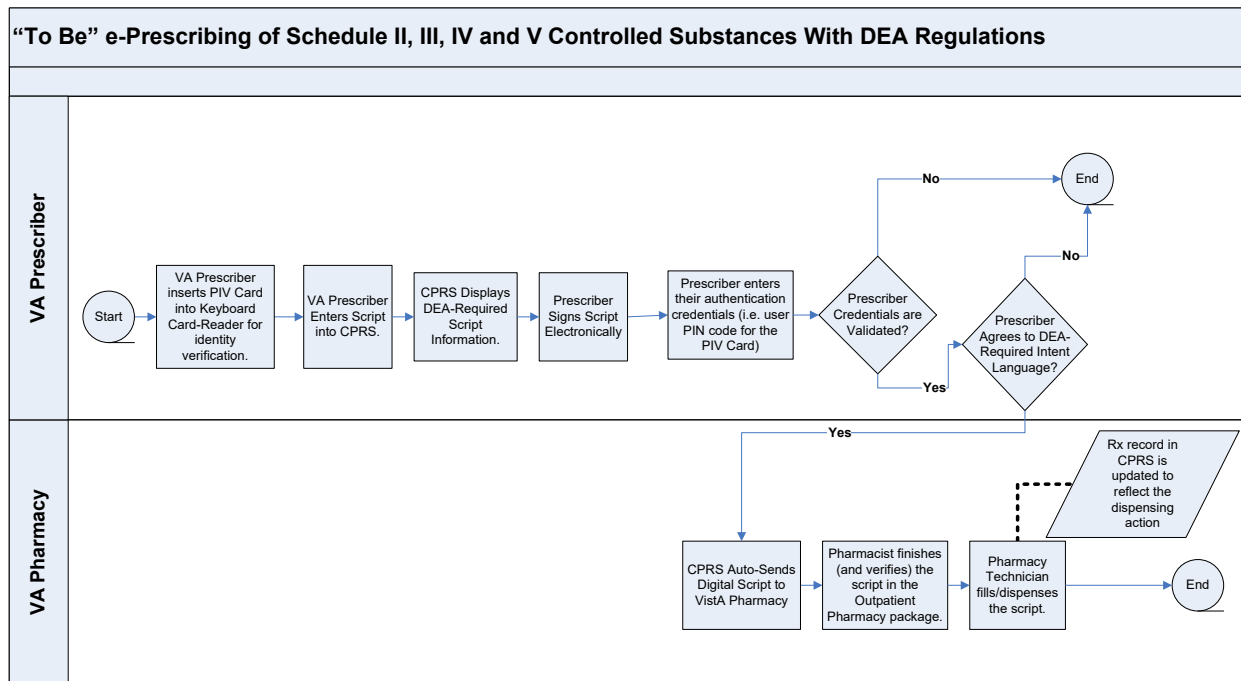 “To Be” e-Prescribing of Schedule II, III, IV and V Controlled Substances With DEA Regulations
VA Prescriber
Start
VA Prescriber
inserts PIV Card
into Keyboard
Card-Reader for
identity
verification.
VA Prescriber
Enters Script
into CPRS.
CPRS Displays
DEA-Required
Script
Information.
Prescriber
Signs Script
Electronically
Prescriber enters
their authentication
credentials (i.e. user
PIN code for the
PIV Card)
Prescriber
Credentials are
Validated?
No
Yes
End
No
Prescriber
Agrees to DEA-
Required Intent
Language?
Yes
VA Pharmacy
CPRS Auto-Sends
Digital Script to
VistA Pharmacy
Pharmacist finishes
(and verifies) the
script in the
Outpatient
Pharmacy package.
Pharmacy
Technician
fills/dispenses
the script.
Rx record in
CPRS is
updated to
reflect the
dispensing
action
End